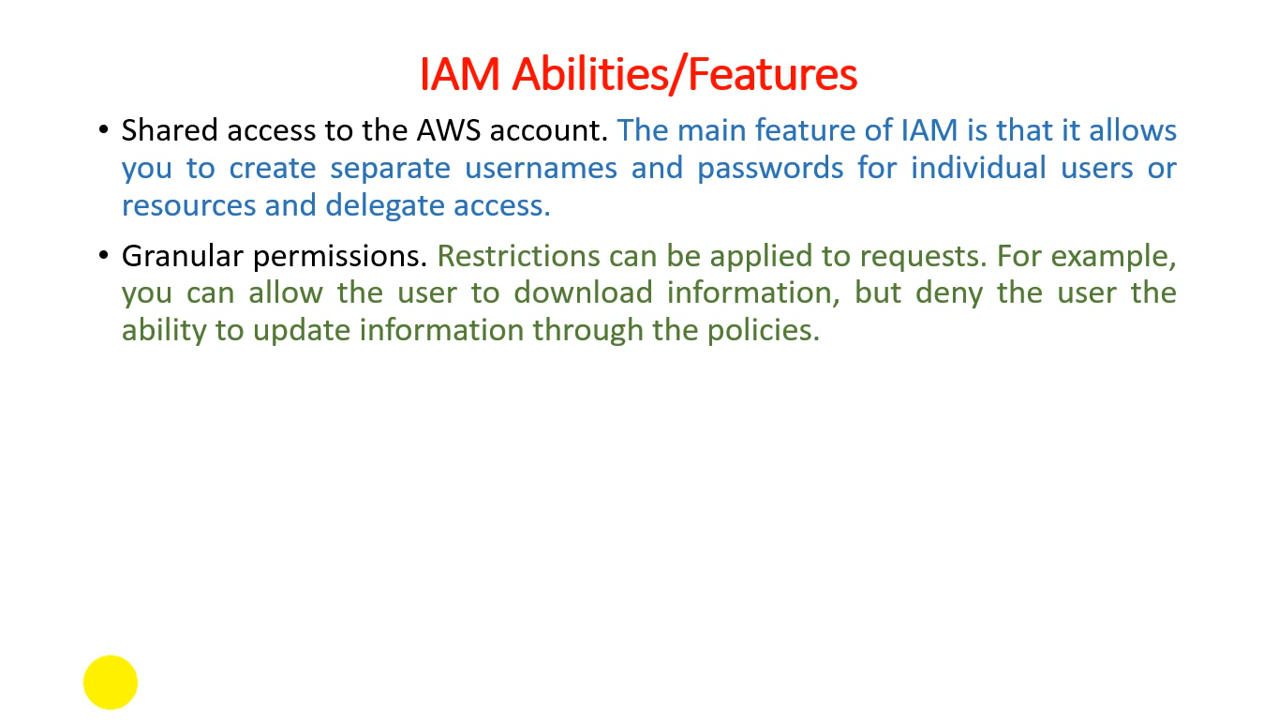 IAM Abilities/Features
• Shared access to the AWS account. The main feature of IAM is that it allows
you to create separate usernames and passwords for individual users or
resources and delegate access.
• Granular permissions. Restrictions can be applied to requests. For example,
you can allow the user to download information, but deny the user the
ability to update information through the policies.